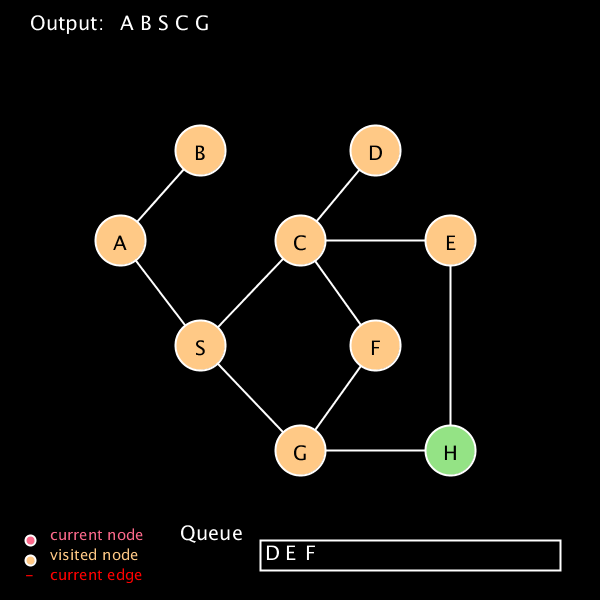 Output: A B S C G
B D
A C E
S F
G H
current node
visited node
current edge
Queue
D E F